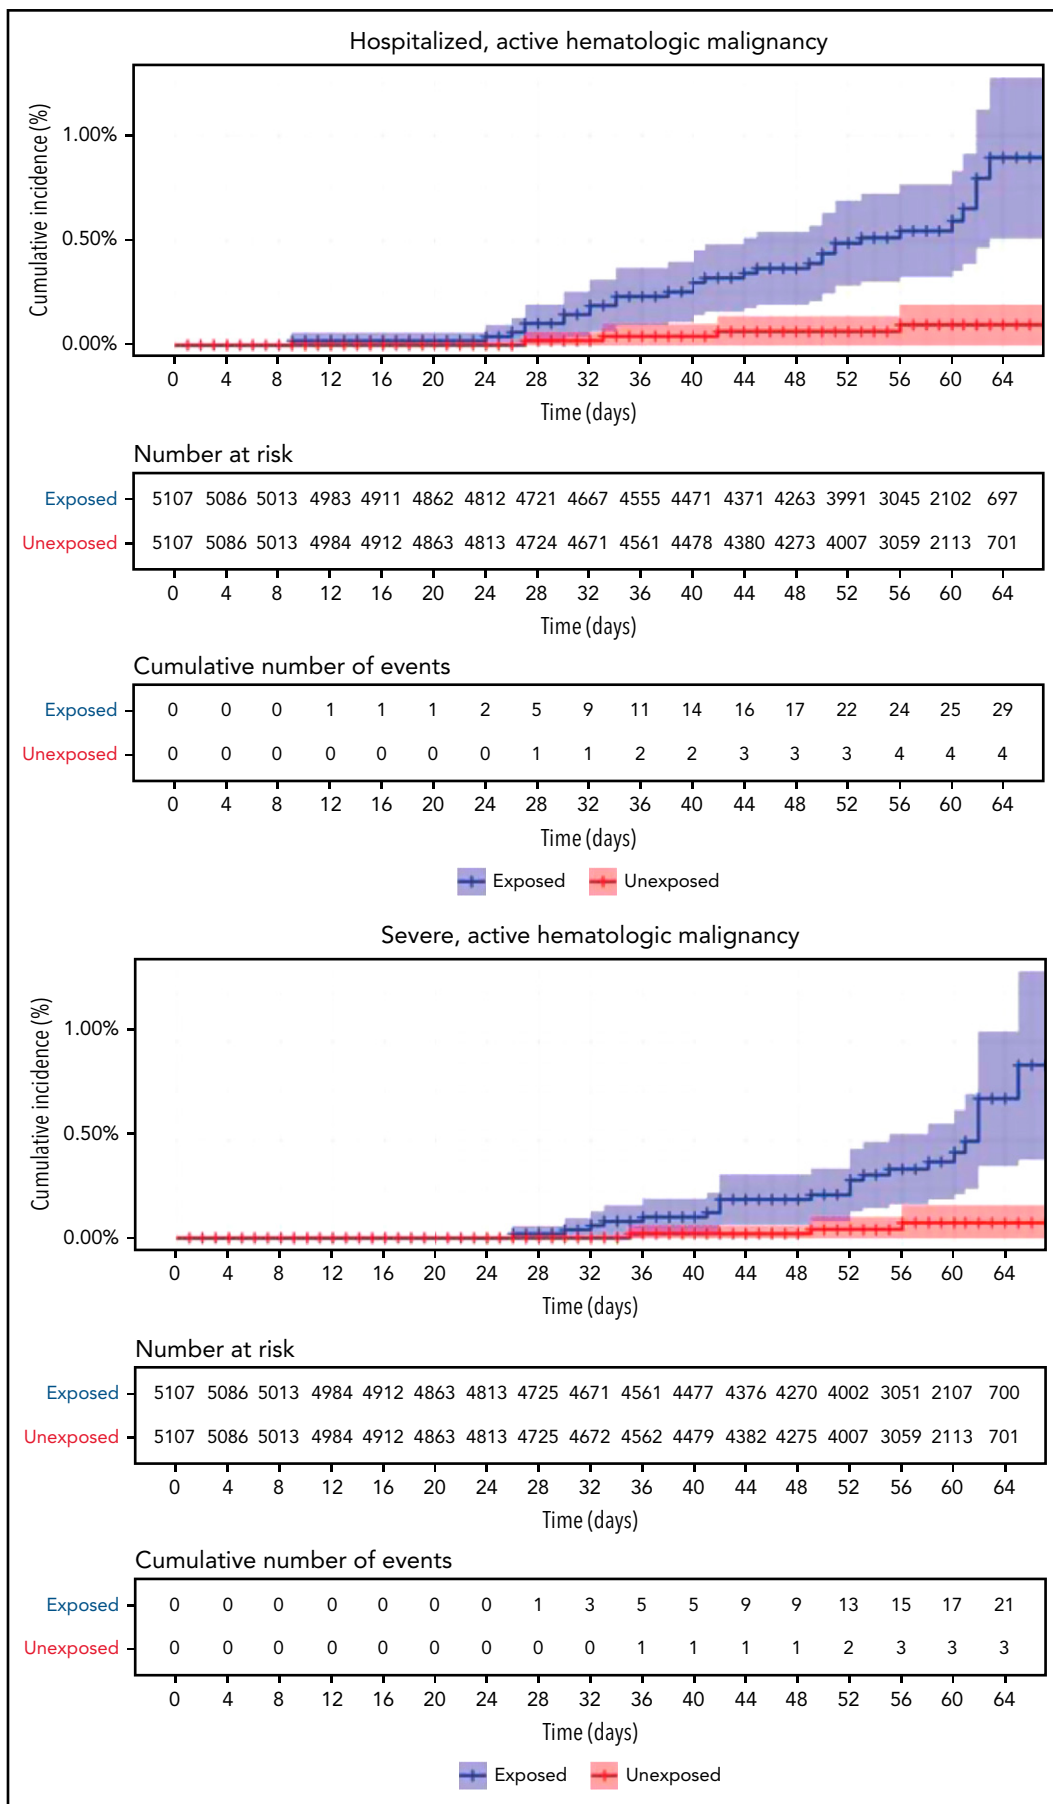 Hospitalized, active hematologic malignancy
Cumulative incidence (%)
1.00%
0.50%
0.00%
0 4 8 12 16 20 24 28 32 36 40 44 48 52 56 60 64
Time (days)
Number at risk
Exposed 5107 5086 5013 4983 4911 4862 4812 4721 4667 4555 4471 4371 4263 3991 3045 2102 697
Unexposed 5107 5086 5013 4984 4912 4863 4813 4724 4671 4561 4478 4380 4273 4007 3059 2113 701
0 4 8 12 16 20 24 28 32 36 40 44 48 52 56 60 64
Time (days)
Cumulative number of events
Exposed 0 0 0 1 1 1 2 5 9 11 14 16 17 22 24 25 29
Unexposed 0 0 0 0 0 0 0 1 1 2 2 3 3 3 4 4 4
0 4 8 12 16 20 24 28 32 36 40 44 48 52 56 60 64
Time (days)
Exposed Unexposed
Severe, active hematologic malignancy
Cumulative incidence (%)
1.00%
0.50%
0.00%
0 4 8 12 16 20 24 28 32 36 40 44 48 52 56 60 64
Time (days)
Number at risk
Exposed 5107 5086 5013 4984 4912 4863 4813 4725 4671 4561 4477 4376 4270 4002 3051 2107 700
Unexposed 5107 5086 5013 4984 4912 4863 4813 4725 4672 4562 4479 4382 4275 4007 3059 2113 701
0 4 8 12 16 20 24 28 32 36 40 44 48 52 56 60 64
Time (days)
Cumulative number of events
Exposed 0 0 0 0 0 0 0 1 3 5 5 9 9 13 15 17 21
Unexposed 0 0 0 0 0 0 0 0 0 1 1 1 1 2 3 3 3
0 4 8 12 16 20 24 28 32 36 40 44 48 52 56 60 64
Time (days)
Exposed Unexposed